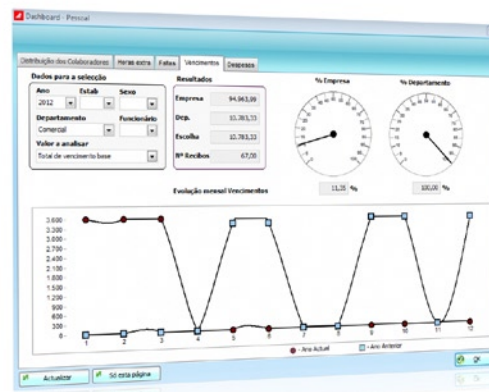 Dashboard - Pessoal
Distribuição dos Colaboradores Horas extra Faltas Vencimentos Despesas
Dados para a selecção
Ano Estab Sexo
2012
Departamento Funcionário
Comercial
Valor a analisar
Total de vencimento base
Resultados
Empresa 94.963,99
Dep. 10.783,33
Escolha 10.783,33
Nº Recibos 67,00
% Empresa
% Departamento
11,35 %
100,00 %
Evolução mensal Vencimentos
3.600
3.300
3.000
2.700
2.400
2.100
1.800
1.500
1.200
900
600
300
1 2 3 4 5 6 7 8 9 10 11 12
- Ano Actual - Ano Anterior
Actualizar Só esta página
OK